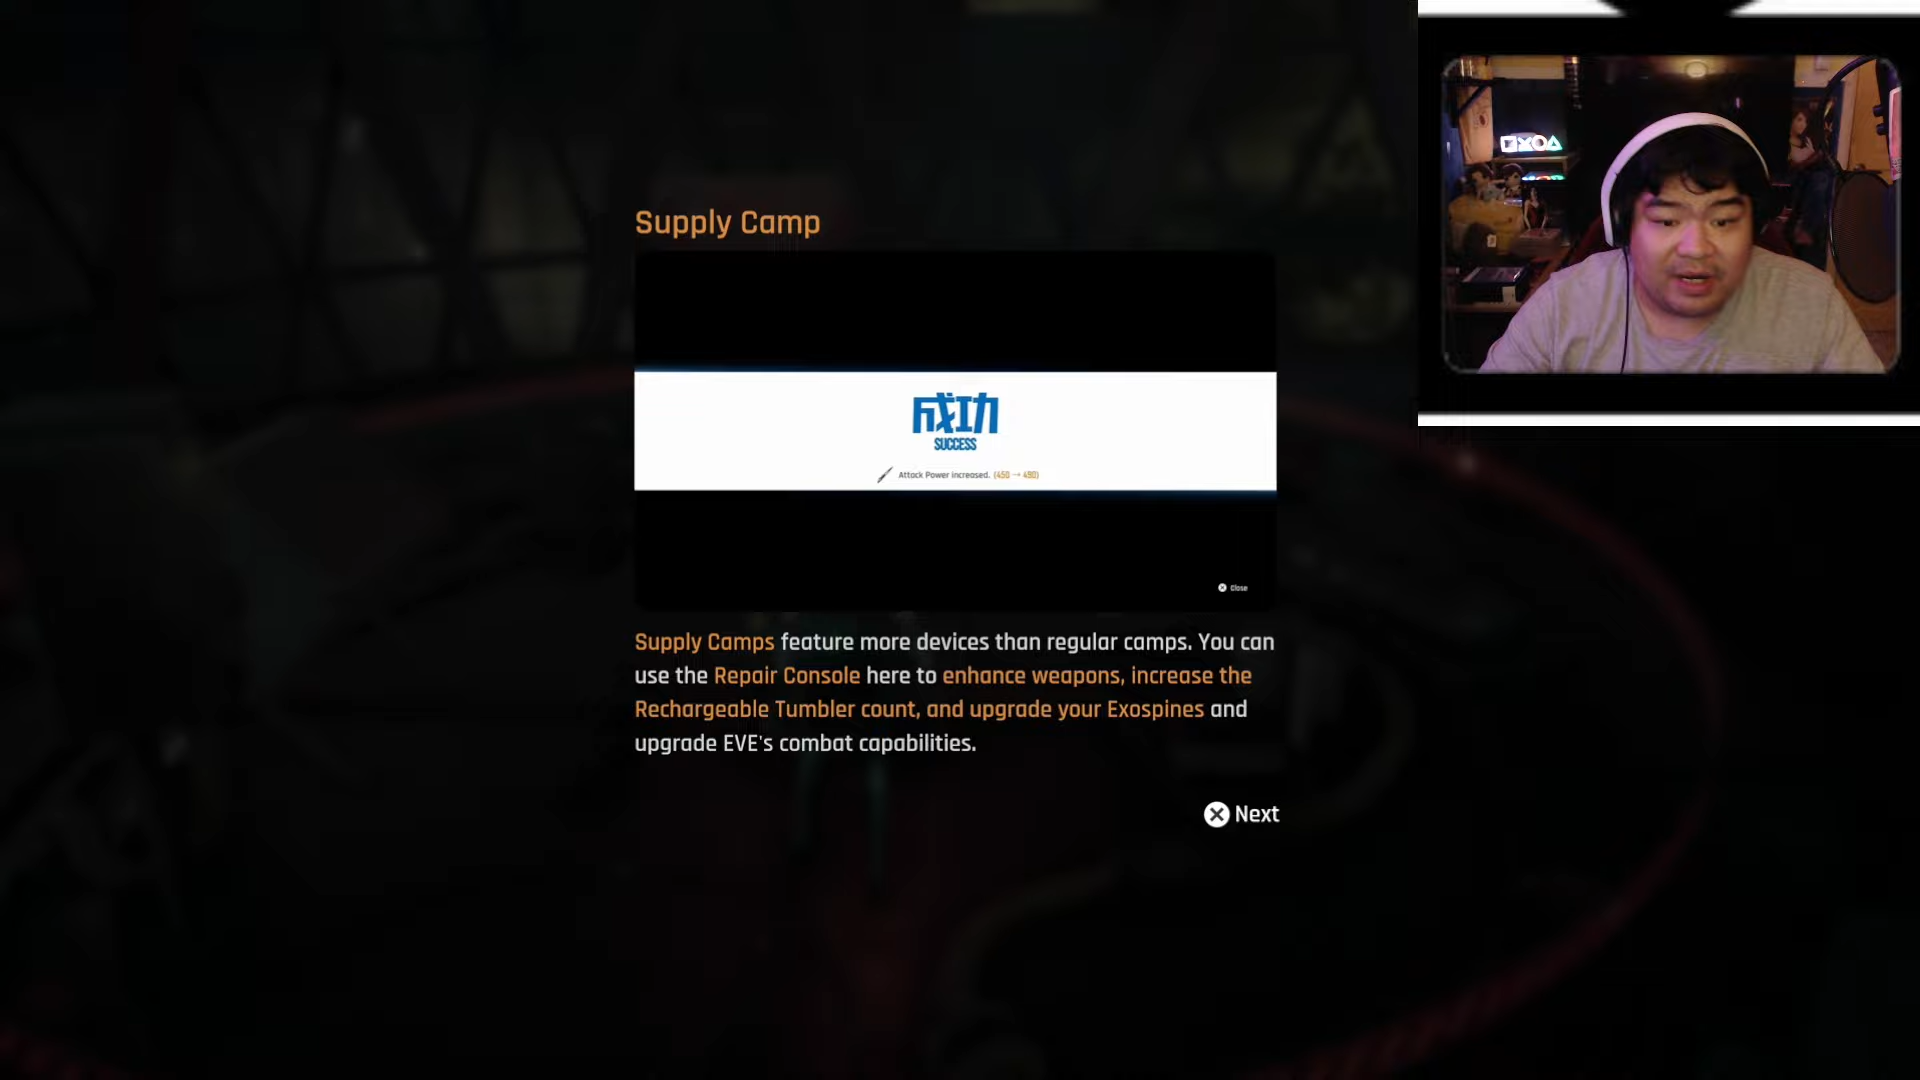 Supply Camp
成功
SUCCESS
Attack Power increased. (450 → 490)
Close
Supply Camps feature more devices than regular camps. You can
use the Repair Console here to enhance weapons, increase the
Rechargeable Tumbler count, and upgrade your Exospines and
upgrade EVE's combat capabilities.
Next